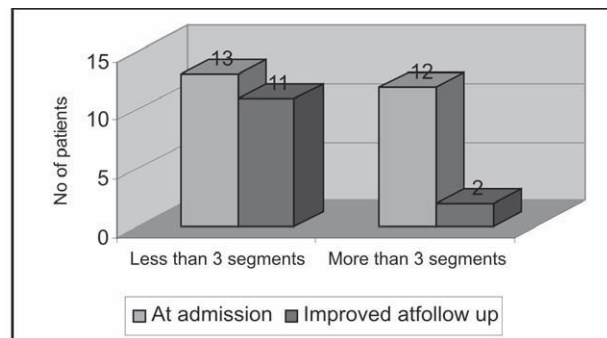 15
10
5
0
No of patients
13
11
12
2
Less than 3 segments More than 3 segments
At admission Improved atfollow up